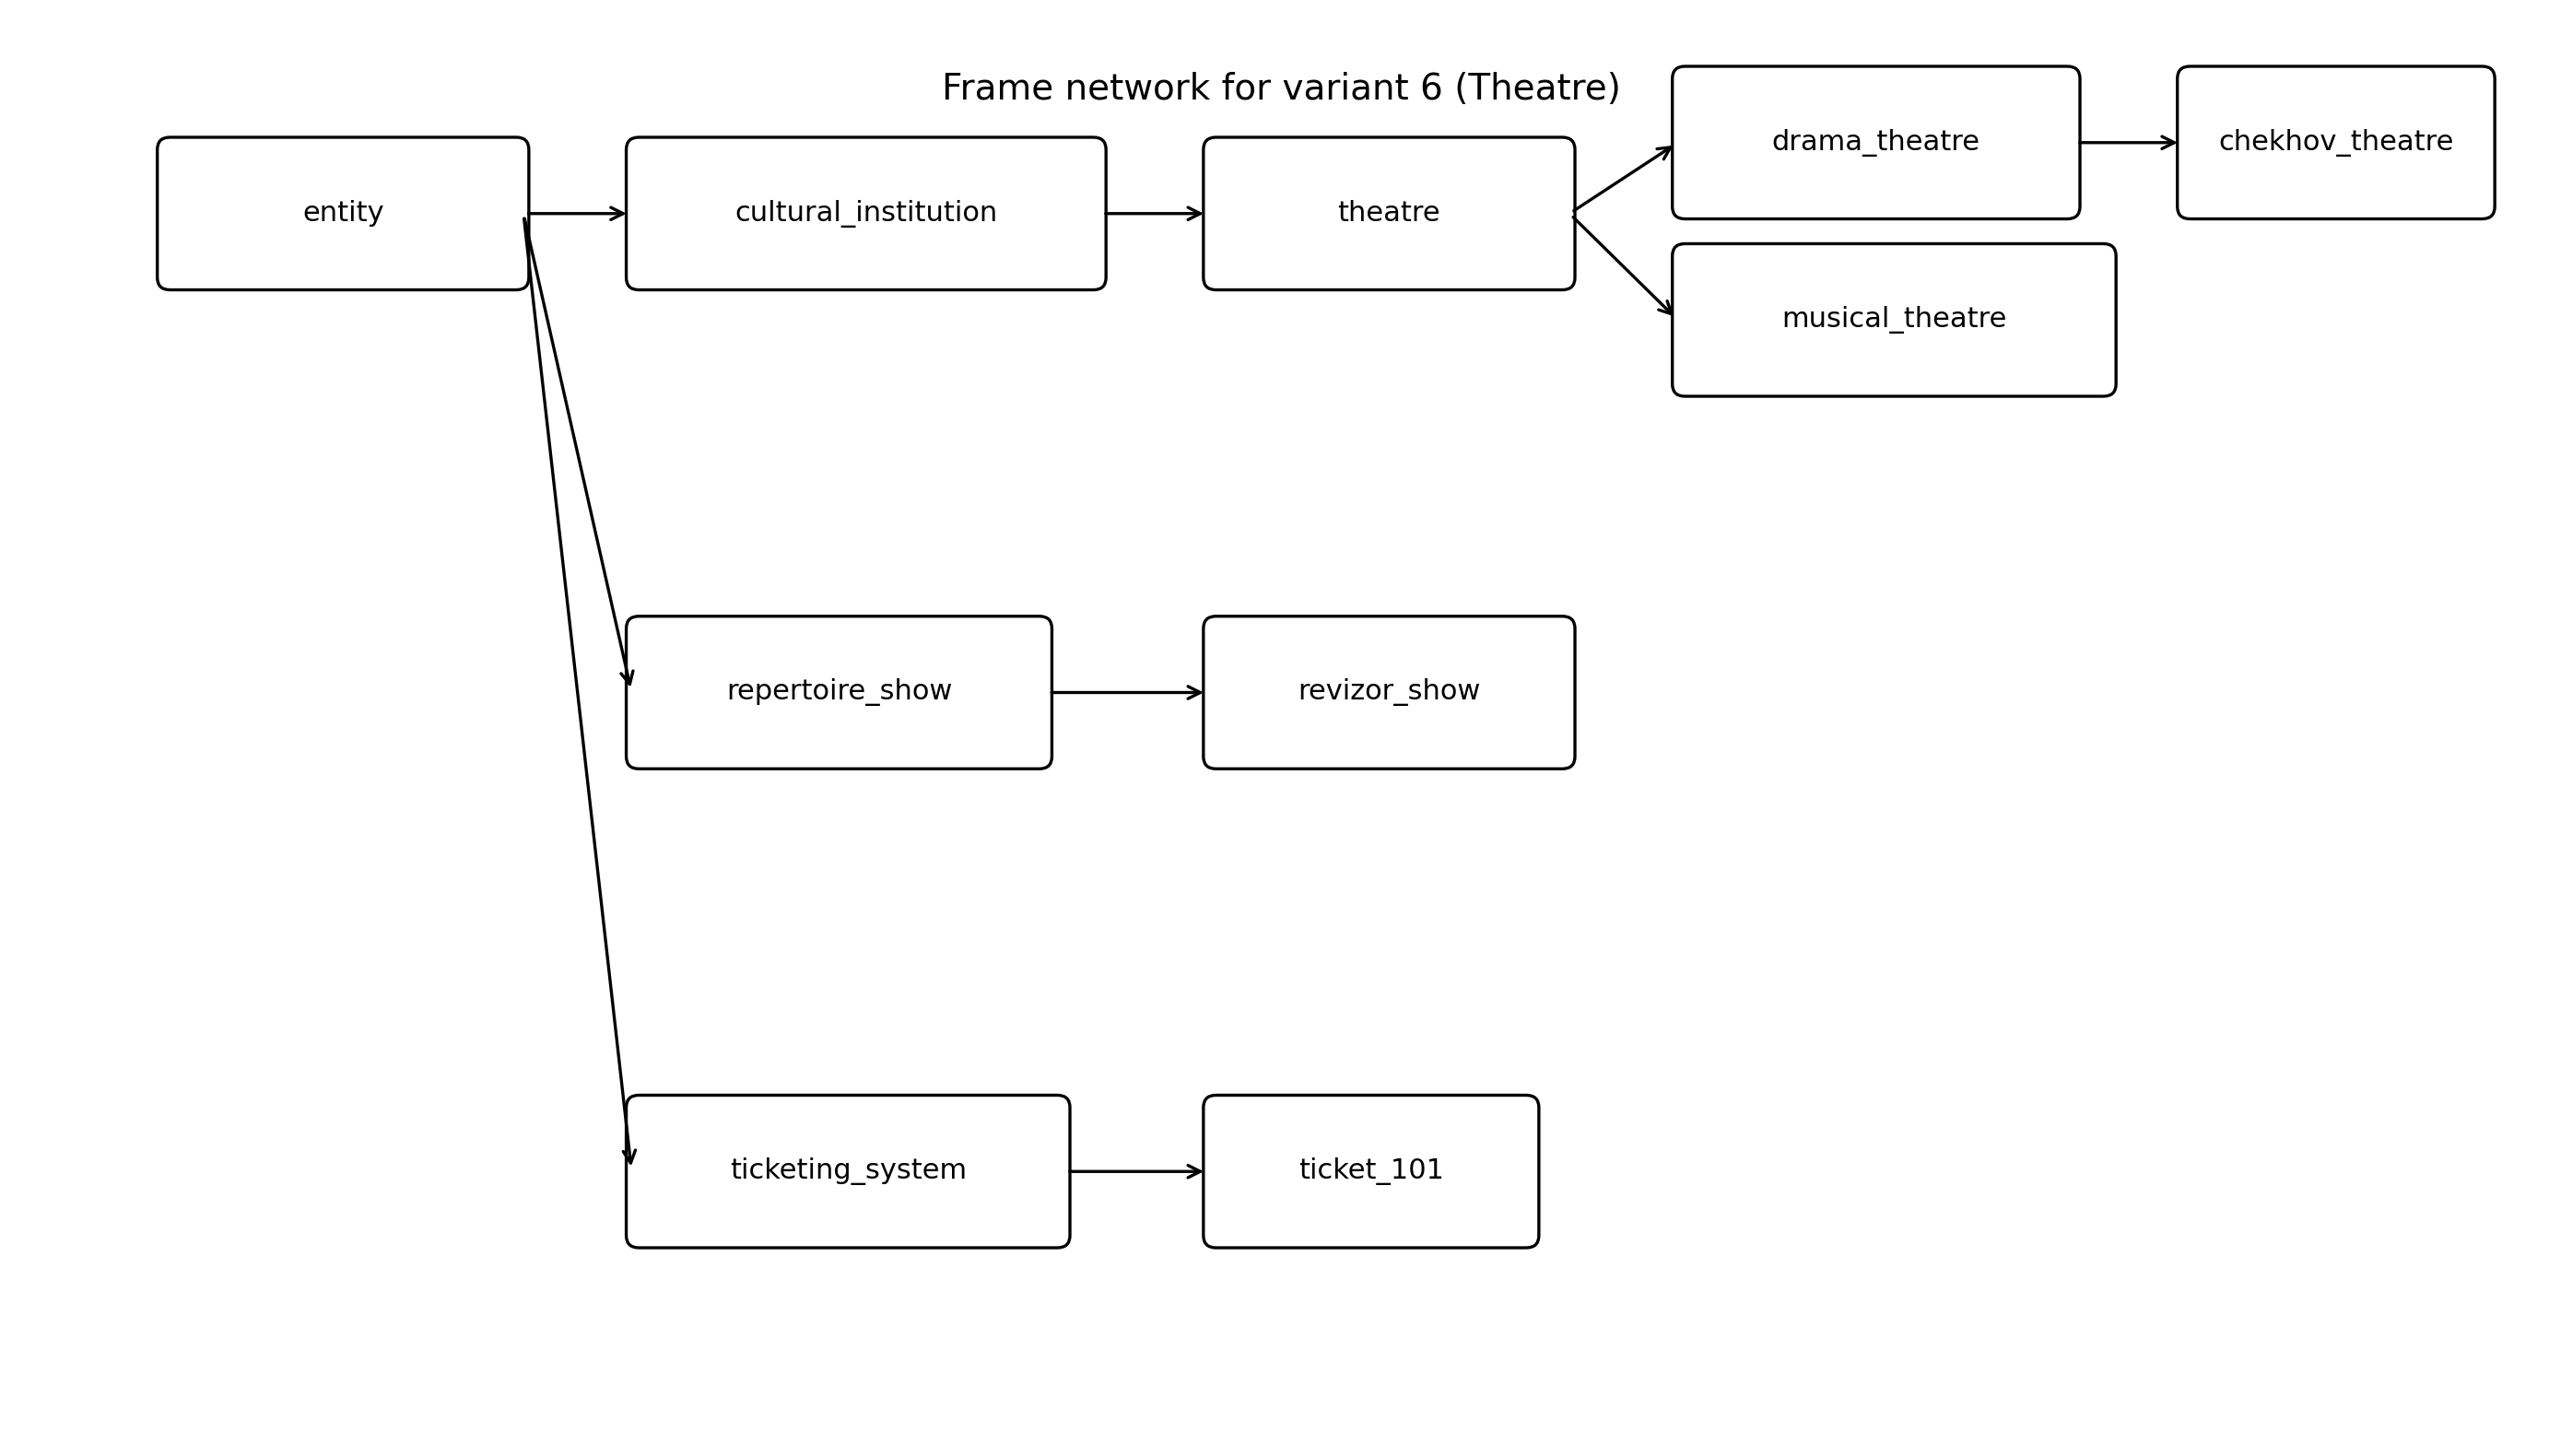 Frame network for variant 6 (Theatre)
entity
cultural_institution
theatre
drama_theatre
chekhov_theatre
musical_theatre
repertoire_show
revizor_show
ticketing_system
ticket_101